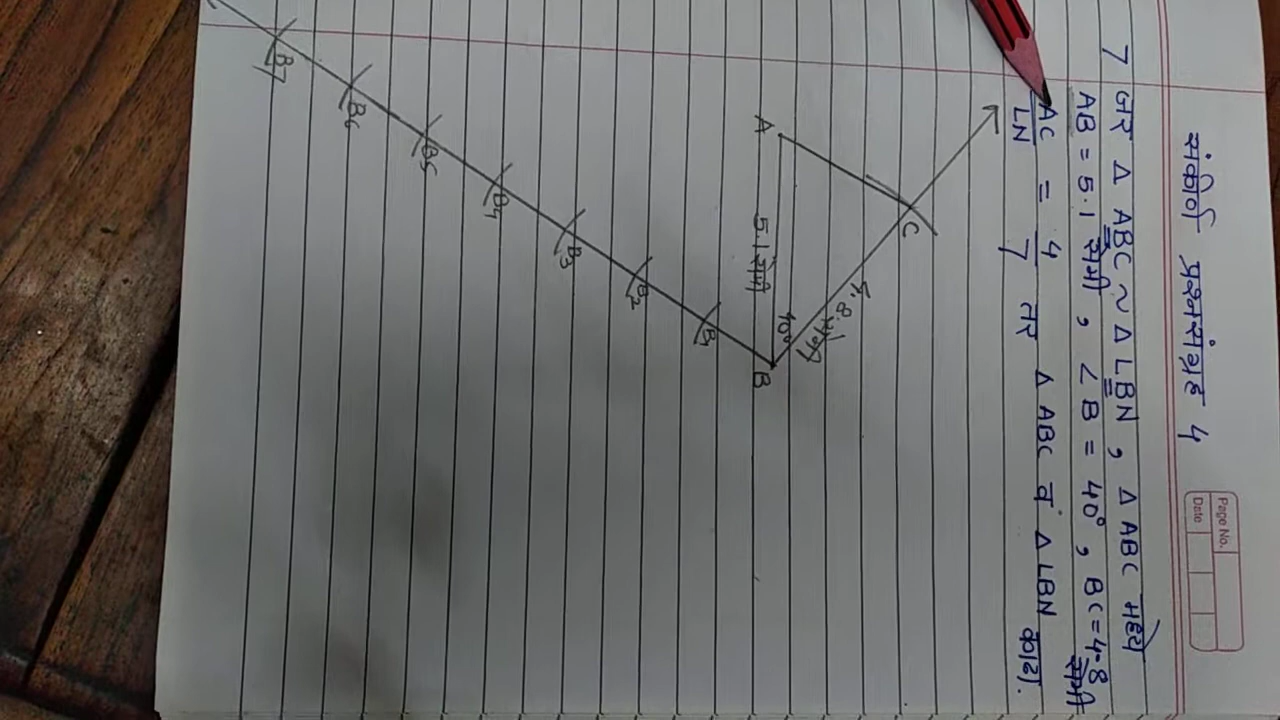 Page No.
Date
संकीर्ण प्रश्नसंग्रह 4
7 जर Δ ABC ~ Δ LBN , Δ ABC मध्ये
AB = 5.1 सेमी , ∠B = 40° , BC = 4.8 सेमी
AC/LN = 4/7 तर Δ ABC व Δ LBN काढा.
C
A
4.8 सेमी
5.1 सेमी
40°
B
B1
B2
B3
B4
B5
B6
B7